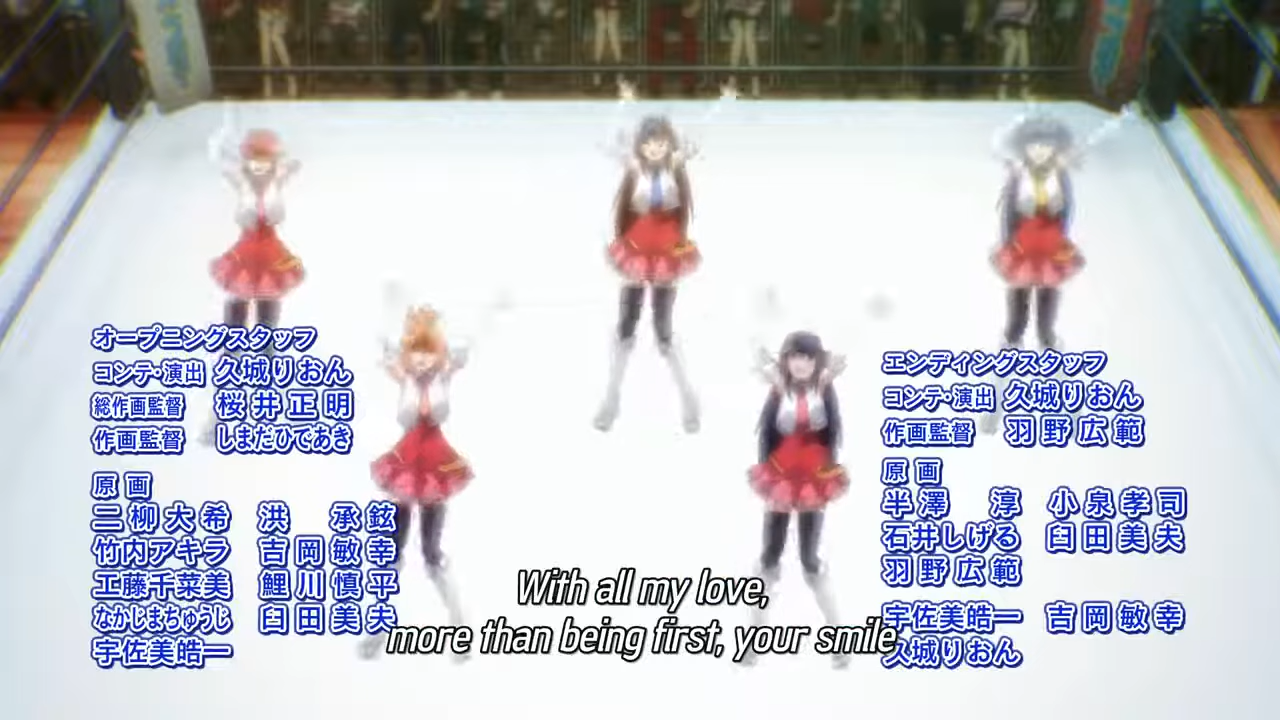 オープニングスタッフ
コンテ・演出 久城りおん
総作画監督 桜井正明
作画監督 しまだひであき
原画
二柳大希 洪 承鉉
竹内アキラ 吉岡敏幸
工藤千菜美 鯉川慎平
なかじまちゅうじ 臼田美夫
宇佐美皓一
エンディングスタッフ
コンテ・演出 久城りおん
作画監督 羽野広範
原画
半澤 淳 小泉孝司
石井しげる 臼田美夫
羽野広範
宇佐美皓一 吉岡敏幸
久城りおん
With all my love,
more than being first, your smile